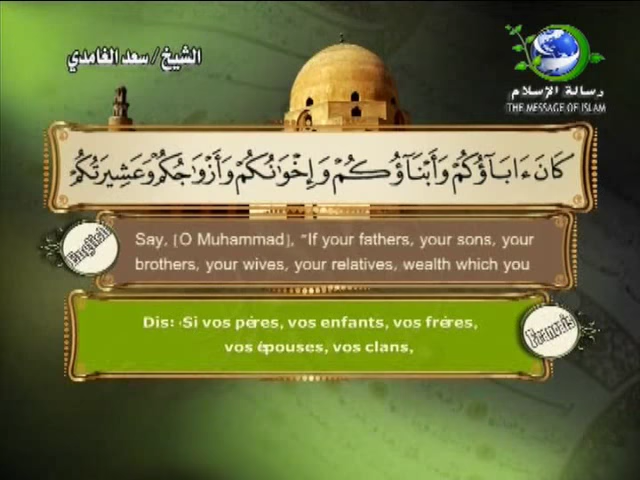 الشيخ / سعد الغامدي
رسالة الإسلام
THE MESSAGE OF ISLAM
كَانَ ءَابَآؤُكُمْ وَأَبْنَآؤُكُمْ وَإِخْوَٰنُكُمْ وَأَزْوَٰجُكُمْ وَعَشِيرَتُكُمْ
English
Say, [O Muhammad], "If your fathers, your sons, your
brothers, your wives, your relatives, wealth which you
Français
Dis: ‹Si vos pères, vos enfants, vos frères,
vos épouses, vos clans,